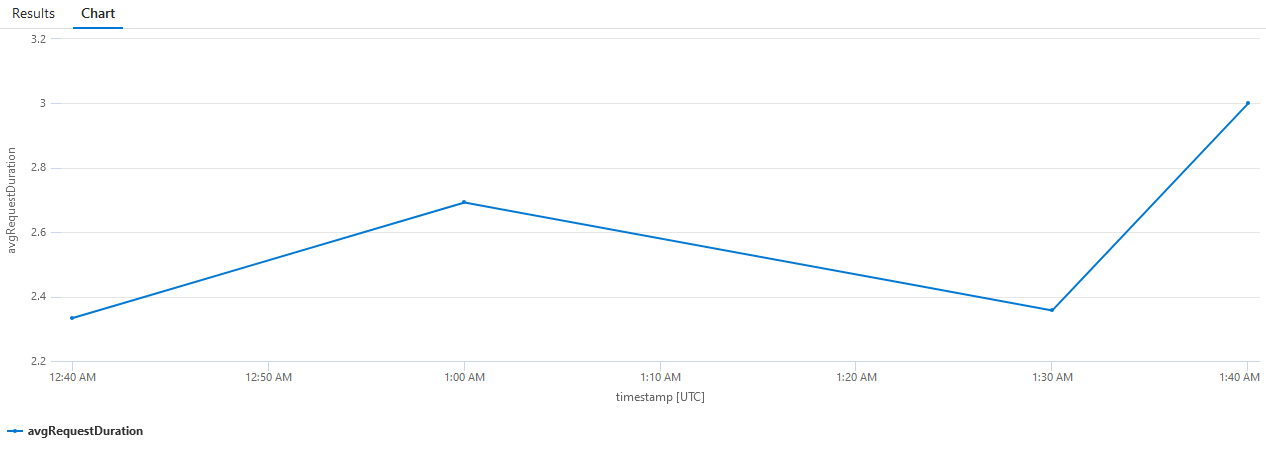 Results Chart
3.2
3
2.8
2.6
2.4
2.2
avgRequestDuration
12:40 AM 12:50 AM 1:00 AM 1:10 AM 1:20 AM 1:30 AM 1:40 AM
timestamp [UTC]
avgRequestDuration